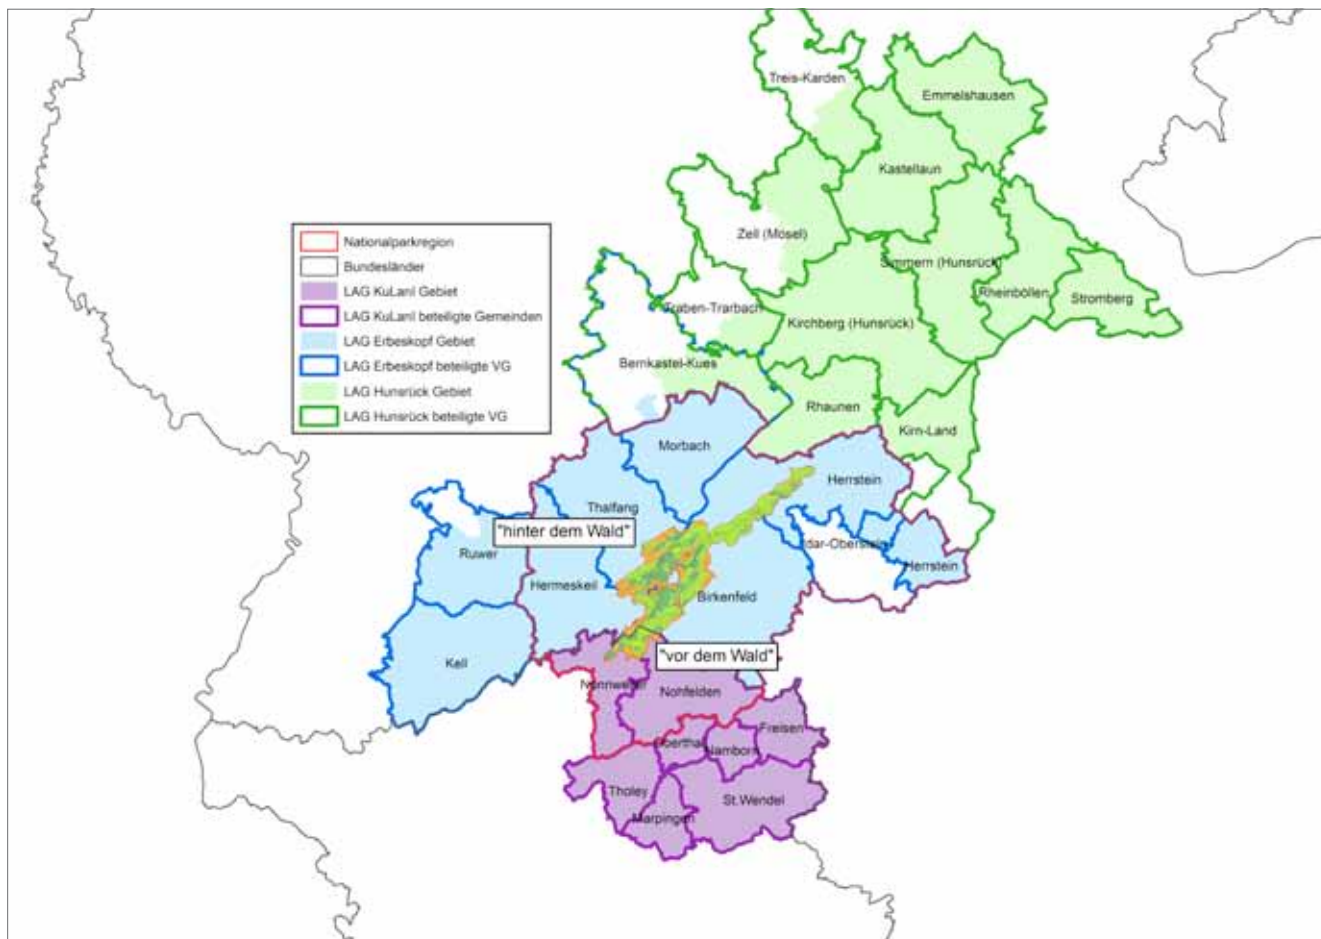 Treis-Karden
Emmelshausen
Kastellaun
Zell (Mosel)
Simmern (Hunsrück)
Rheinböllen
Stromberg
Traben-Trarbach
Kirchberg (Hunsrück)
Bernkastel-Kues
Rhaunen
Kirn-Land
Nationalparkregion
Bundesländer
LAG KuLanI Gebiet
LAG KuLanI beteiligte Gemeinden
LAG Erbeskopf Gebiet
LAG Erbeskopf beteiligte VG
LAG Hunsrück Gebiet
LAG Hunsrück beteiligte VG
Morbach
Herrstein
Thalfang
"hinter dem Wald"
Idar-Oberstein
Ruwer
Herrstein
Hermeskeil
Birkenfeld
"vor dem Wald"
Kell
Nonnweiler
Nohfelden
Freisen
Oberthal
Namborn
Tholey
St.Wendel
Marpingen